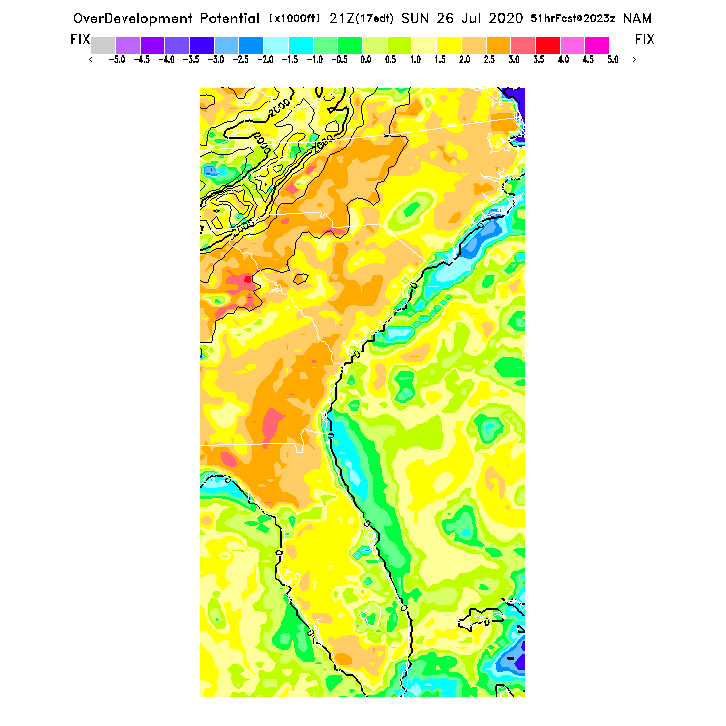 OverDevelopment Potential [x1000ft] 21Z(17edt) SUN 26 Jul 2020 51hrFcst@2023z NAM
FIX FIX
< -5.0 -4.5 -4.0 -3.5 -3.0 -2.5 -2.0 -1.5 -1.0 -0.5 0.0 0.5 1.0 1.5 2.0 2.5 3.0 3.5 4.0 4.5 5.0 >
2000
2000